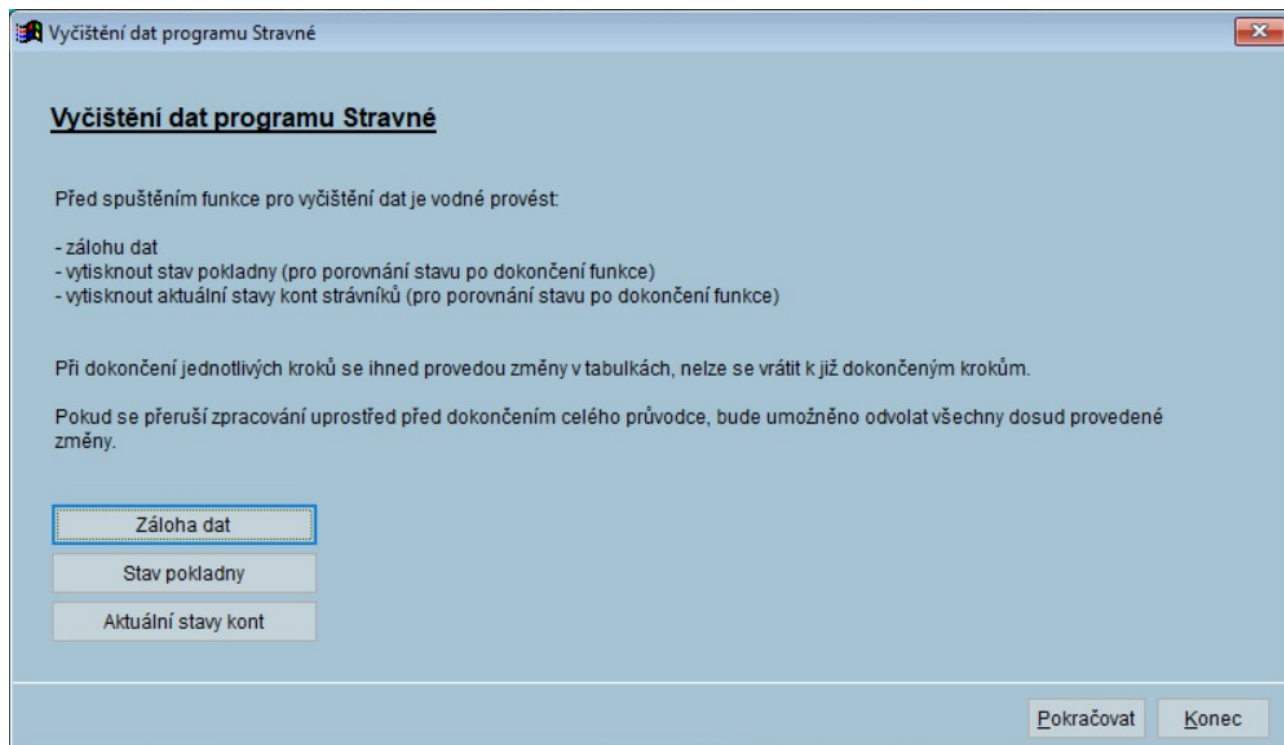 Vyčištění dat programu Stravné
Vyčištění dat programu Stravné
Před spuštěním funkce pro vyčištění dat je vodné provést:
- zálohu dat
- vytisknout stav pokladny (pro porovnání stavu po dokončení funkce)
- vytisknout aktuální stavy kont strávníků (pro porovnání stavu po dokončení funkce)
Při dokončení jednotlivých kroků se ihned provedou změny v tabulkách, nelze se vrátit k již dokončeným krokům.
Pokud se přeruší zpracování uprostřed před dokončením celého průvodce, bude umožněno odvolat všechny dosud provedené
změny.
Záloha dat
Stav pokladny
Aktuální stavy kont
Pokračovat Konec